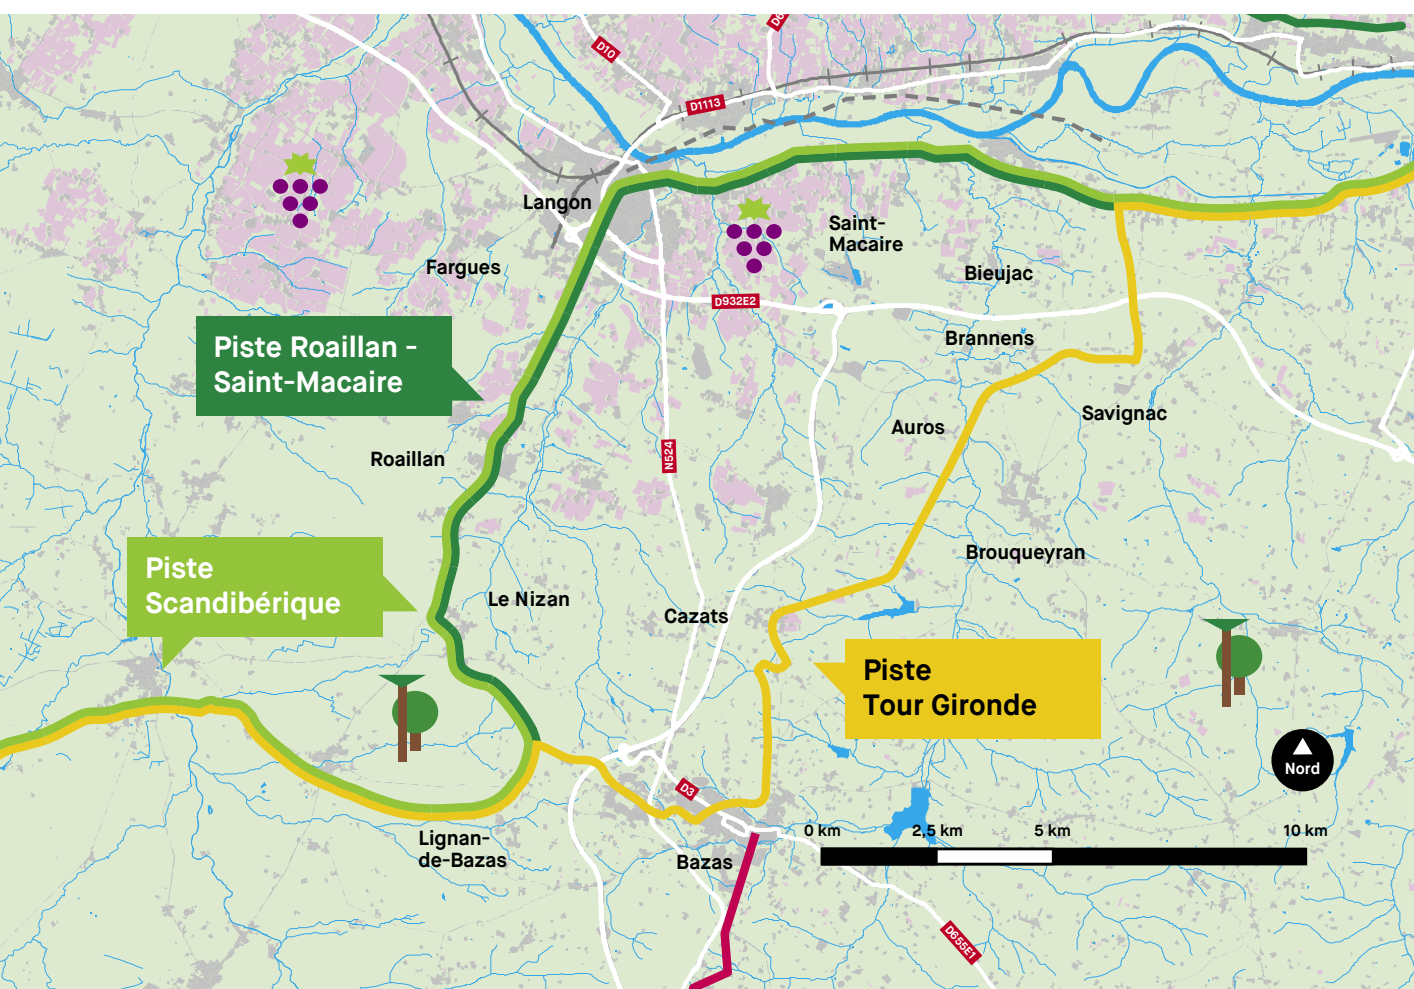 D10
D1113
Langon
Saint-
Macaire
Fargues
Bieujac
D932E2
Brannens
Piste Roaillan -
Saint-Macaire
Savignac
Auros
Roaillan
N524
Brouqueyran
Piste
Scandibérique
Le Nizan
Cazats
Piste
Tour Gironde
Nord
D3
0 km
2,5 km
5 km
10 km
Lignan-
de-Bazas
Bazas
D655E1